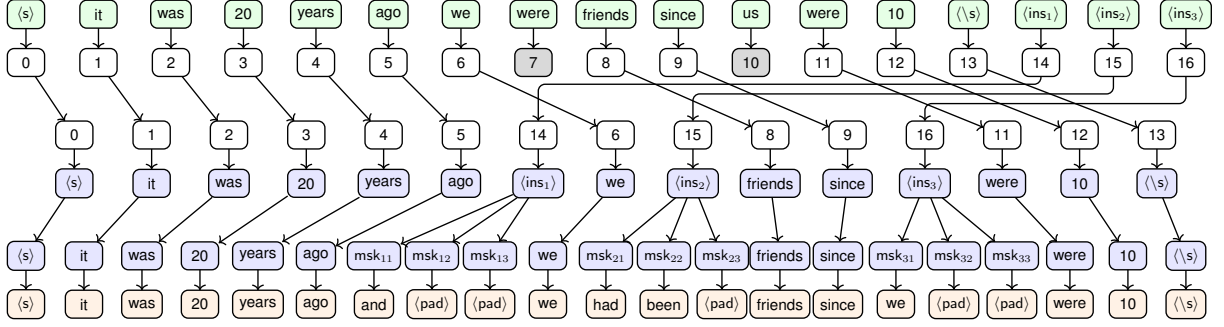 ⟨s⟩ it was 20 years ago we were friends since us were 10 ⟨\s⟩ ⟨ins₁⟩ ⟨ins₂⟩ ⟨ins₃⟩
0 1 2 3 4 5 6 7 8 9 10 11 12 13 14 15 16
0 1 2 3 4 5 14 6 15 8 9 16 11 12 13
⟨s⟩ it was 20 years ago ⟨ins₁⟩ we ⟨ins₂⟩ friends since ⟨ins₃⟩ were 10 ⟨\s⟩
⟨s⟩ it was 20 years ago msk₁₁ msk₁₂ msk₁₃ we msk₂₁ msk₂₂ msk₂₃ friends since msk₃₁ msk₃₂ msk₃₃ were 10 ⟨\s⟩
⟨s⟩ it was 20 years ago and ⟨pad⟩ ⟨pad⟩ we had been ⟨pad⟩ friends since we ⟨pad⟩ ⟨pad⟩ were 10 ⟨\s⟩